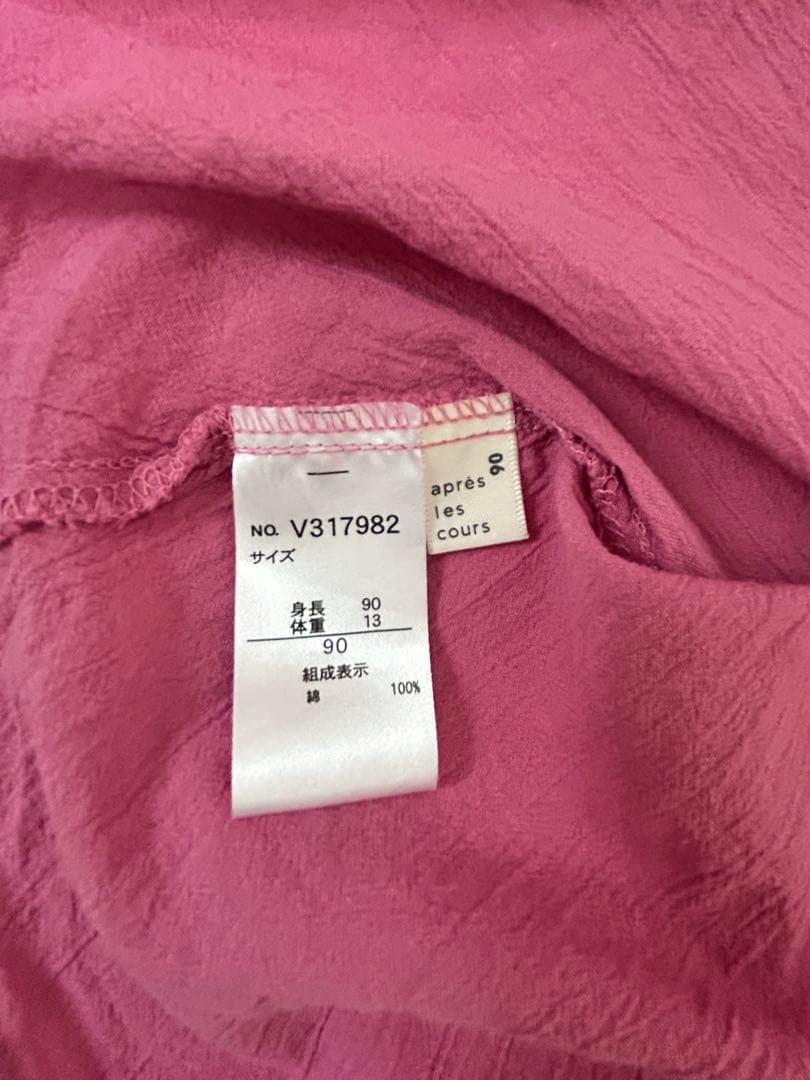 NO. V317982
サイズ
身長 90
体重 13
90
組成表示
綿 100%
90
après
les
cours